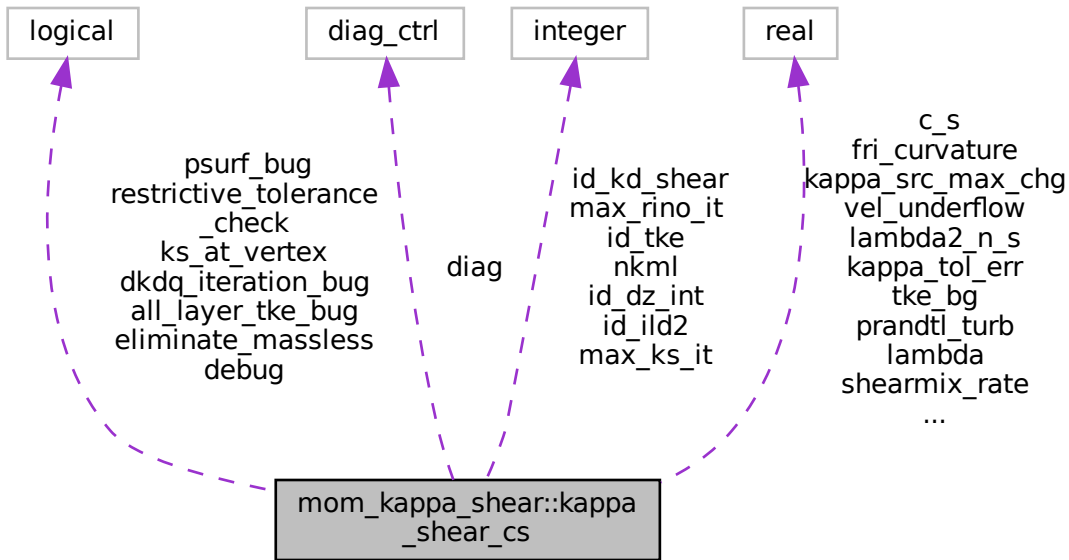 logical
diag_ctrl
integer
real
psurf_bug
restrictive_tolerance
_check
ks_at_vertex
dkdq_iteration_bug
all_layer_tke_bug
eliminate_massless
debug
diag
id_kd_shear
max_rino_it
id_tke
nkml
id_dz_int
id_ild2
max_ks_it
c_s
fri_curvature
kappa_src_max_chg
vel_underflow
lambda2_n_s
kappa_tol_err
tke_bg
prandtl_turb
lambda
shearmix_rate
...
mom_kappa_shear::kappa
_shear_cs